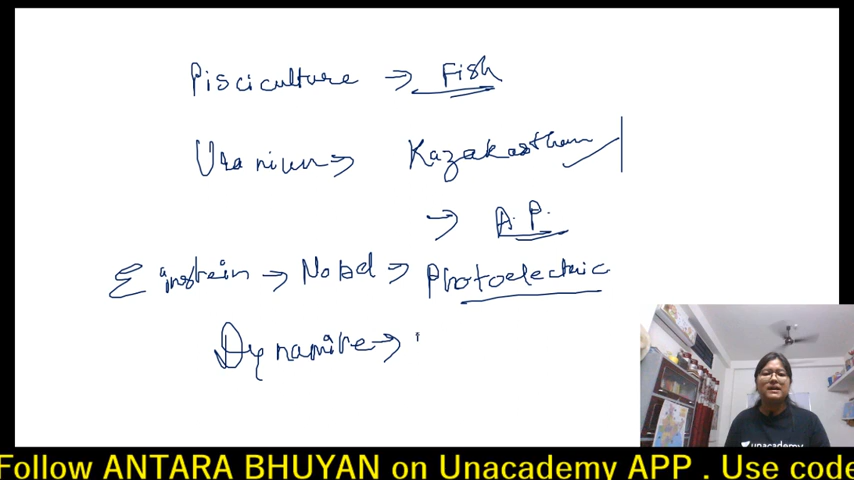 Pisciculture → Fish
Uranium → Kazakasthan
→ A.P.
Einstein → Nobel → Photoelectric
Dynamite →
unacademy
Follow ANTARA BHUYAN on Unacademy APP . Use code